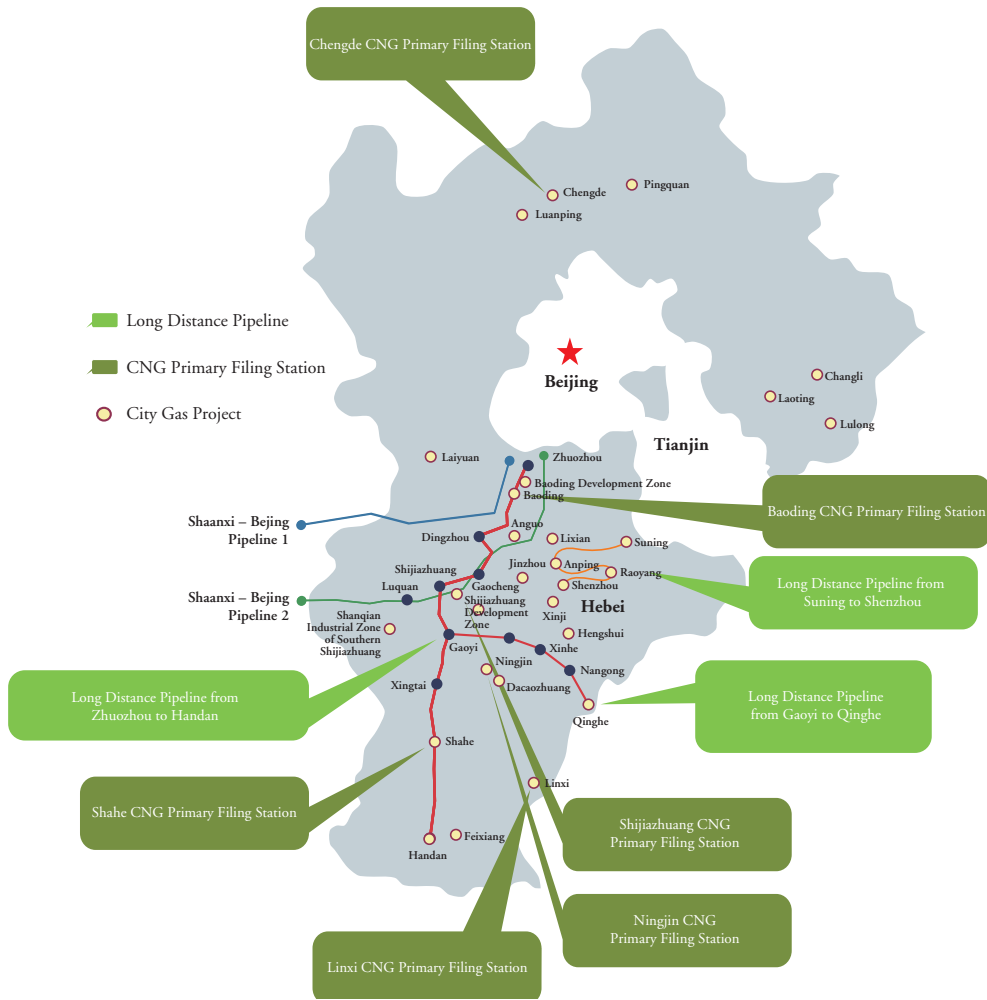 Chengde CNG Primary Filing Station
Chengde
Pingquan
Luanping
Long Distance Pipeline
CNG Primary Filing Station
City Gas Project
Beijing
Changli
Laoting
Lulong
Tianjin
Laiyuan
Zhuozhou
Baoding Development Zone
Baoding
Baoding CNG Primary Filing Station
Shaanxi – Bejing
Pipeline 1
Anguo
Dingzhou
Lixian
Suning
Jinzhou
Anping
Raoyang
Shijiazhuang
Luquan
Gaocheng
Shenzhou
Long Distance Pipeline from
Suning to Shenzhou
Shaanxi – Bejing
Pipeline 2
Shijiazhuang
Development
Zone
Hebei
Xinji
Shanqian
Industrial Zone
of Southern
Shijiazhuang
Hengshui
Gaoyi
Xinhe
Ningjin
Nangong
Xingtai
Dacaozhuang
Qinghe
Long Distance Pipeline from
Zhuozhou to Handan
Long Distance Pipeline
from Gaoyi to Qinghe
Shahe
Linxi
Shahe CNG Primary Filing Station
Feixiang
Handan
Shijiazhuang CNG
Primary Filing Station
Ningjin CNG
Primary Filing Station
Linxi CNG Primary Filing Station